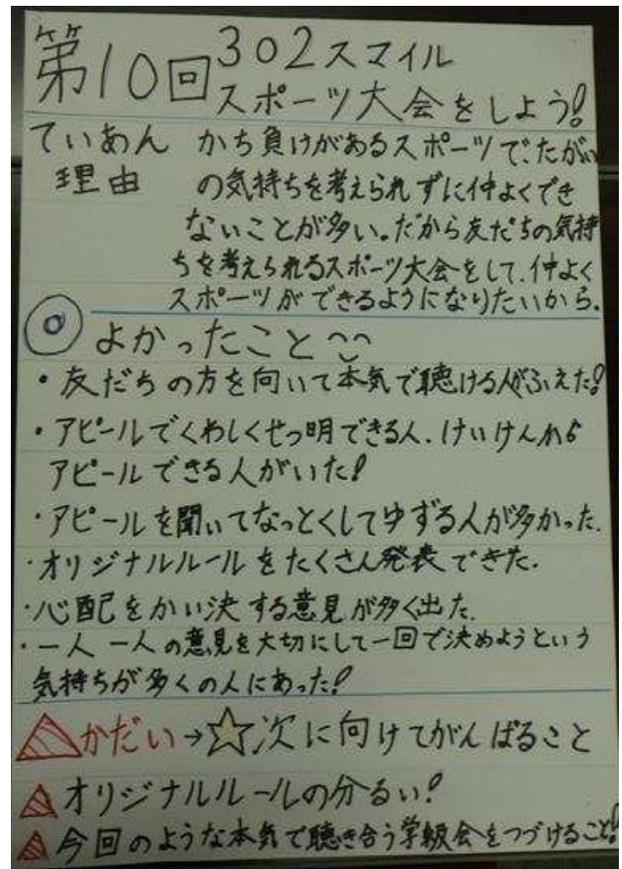 第10回 302スマイル
スポーツ大会をしよう!
ていあん かち負けがあるスポーツで、たがい
理由 の気持ちを考えられずに仲よくでき
ないことが多い。だから友だちの気持
ちを考えられるスポーツ大会をして、仲よく
スポーツができるようになりたいから。
よかったこと
・友だちの方を向いて本気で聴ける人がふえた!
・アピールでくわしくせつ明できる人、けいけんから
アピールできる人がいた!
・アピールを聞いてなっとくしてゆずる人が多かった。
・オリジナルルールをたくさん発表できた。
・心配をかい決する意見が多く出た。
・一人一人の意見を大切にして一回で決めようという
気持ちが多くの人にあった!
かだい→☆次に向けてがんばること
オリジナルルールの分るい!
今回のような本気で聴き合う学級会をつづけること!